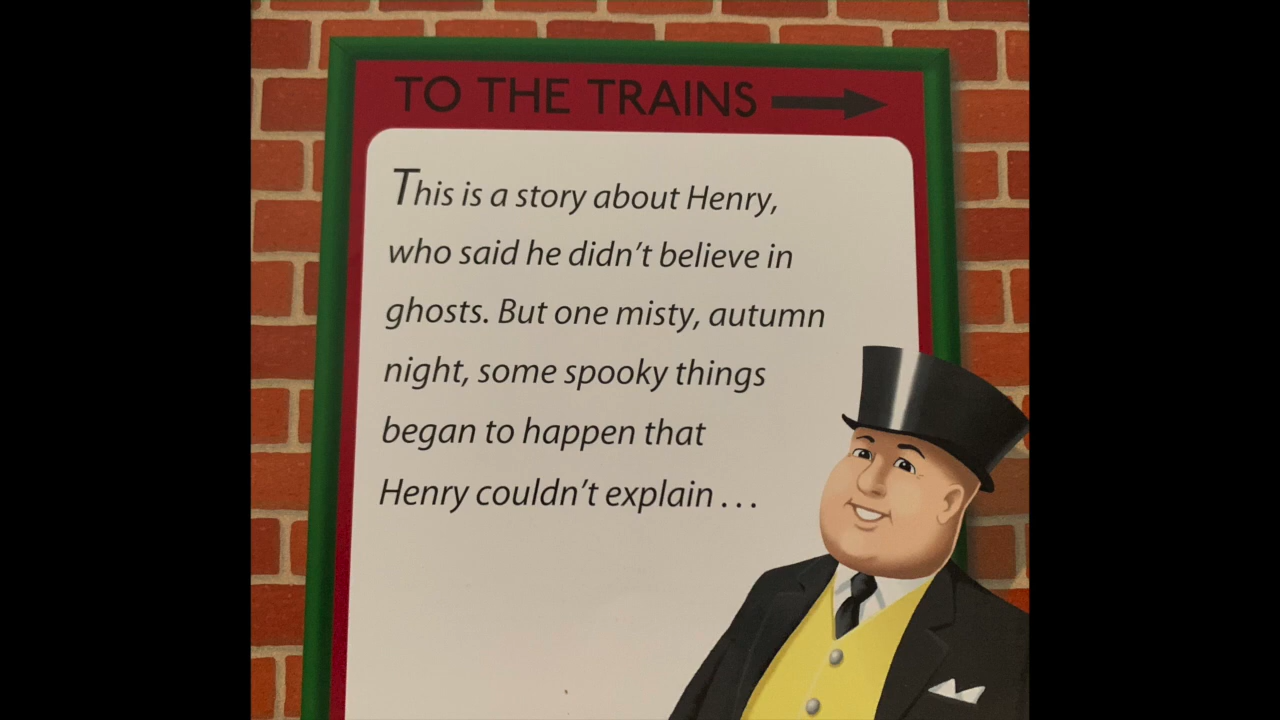 TO THE TRAINS
This is a story about Henry,
who said he didn't believe in
ghosts. But one misty, autumn
night, some spooky things
began to happen that
Henry couldn't explain . . .